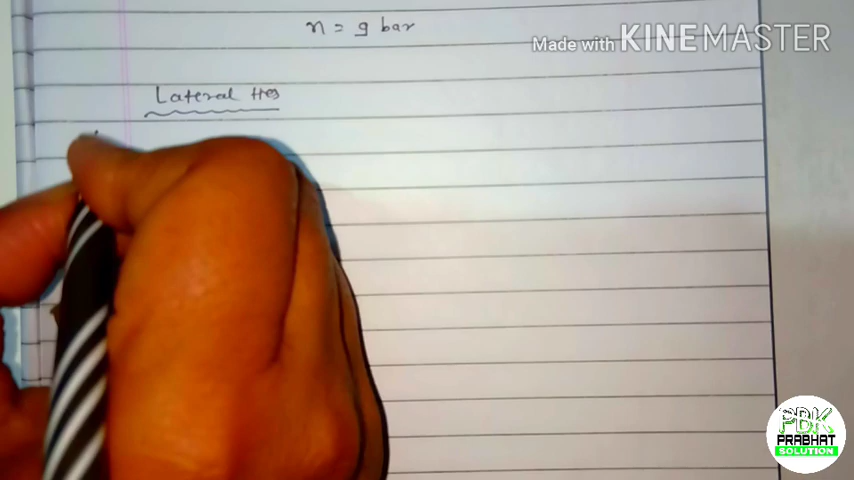 n = 9 bar
Made with KINEMASTER
Lateral ties
PBK
PRABHAT
SOLUTION